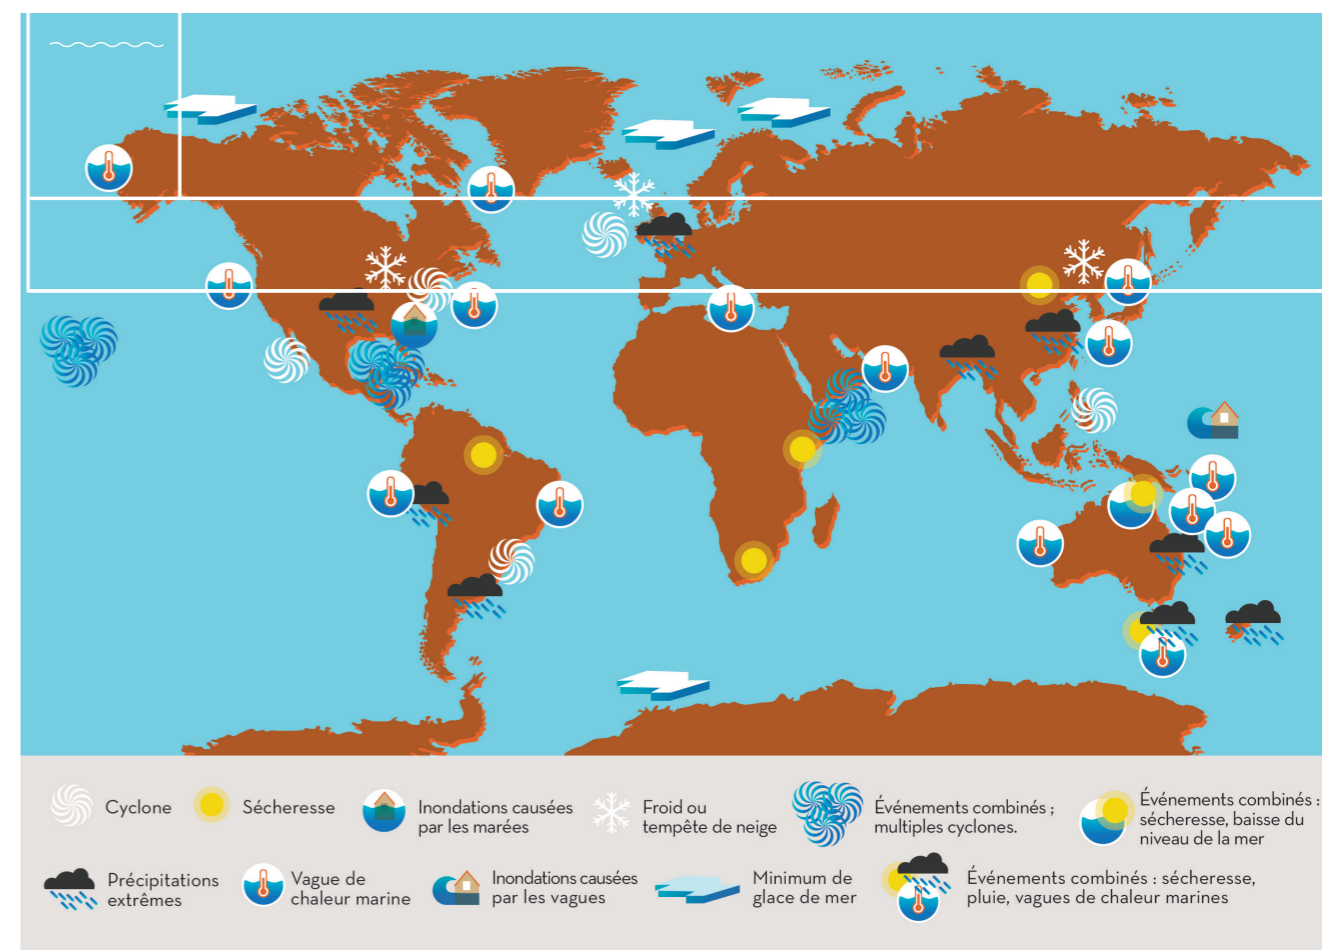 Cyclone
Sécheresse
Inondations causées
par les marées
Froid ou
tempête de neige
Événements combinés ;
multiples cyclones.
Événements combinés :
sécheresse, baisse du
niveau de la mer
Précipitations
extrêmes
Vague de
chaleur marine
Inondations causées
par les vagues
Minimum de
glace de mer
Événements combinés : sécheresse,
pluie, vagues de chaleur marines